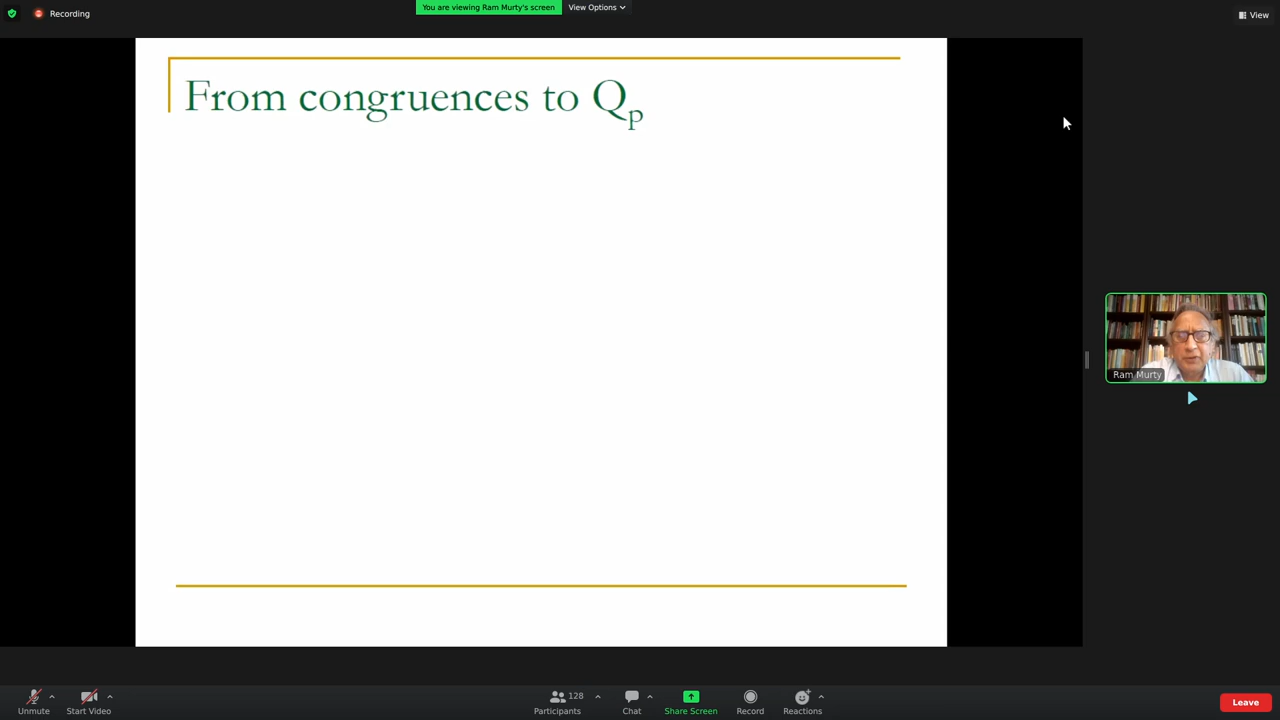 Recording
You are viewing Ram Murty's screen
View Options
View
From congruences to Qp
Ram Murty
Unmute
Start Video
128
Participants
Chat
Share Screen
Record
Reactions
Leave